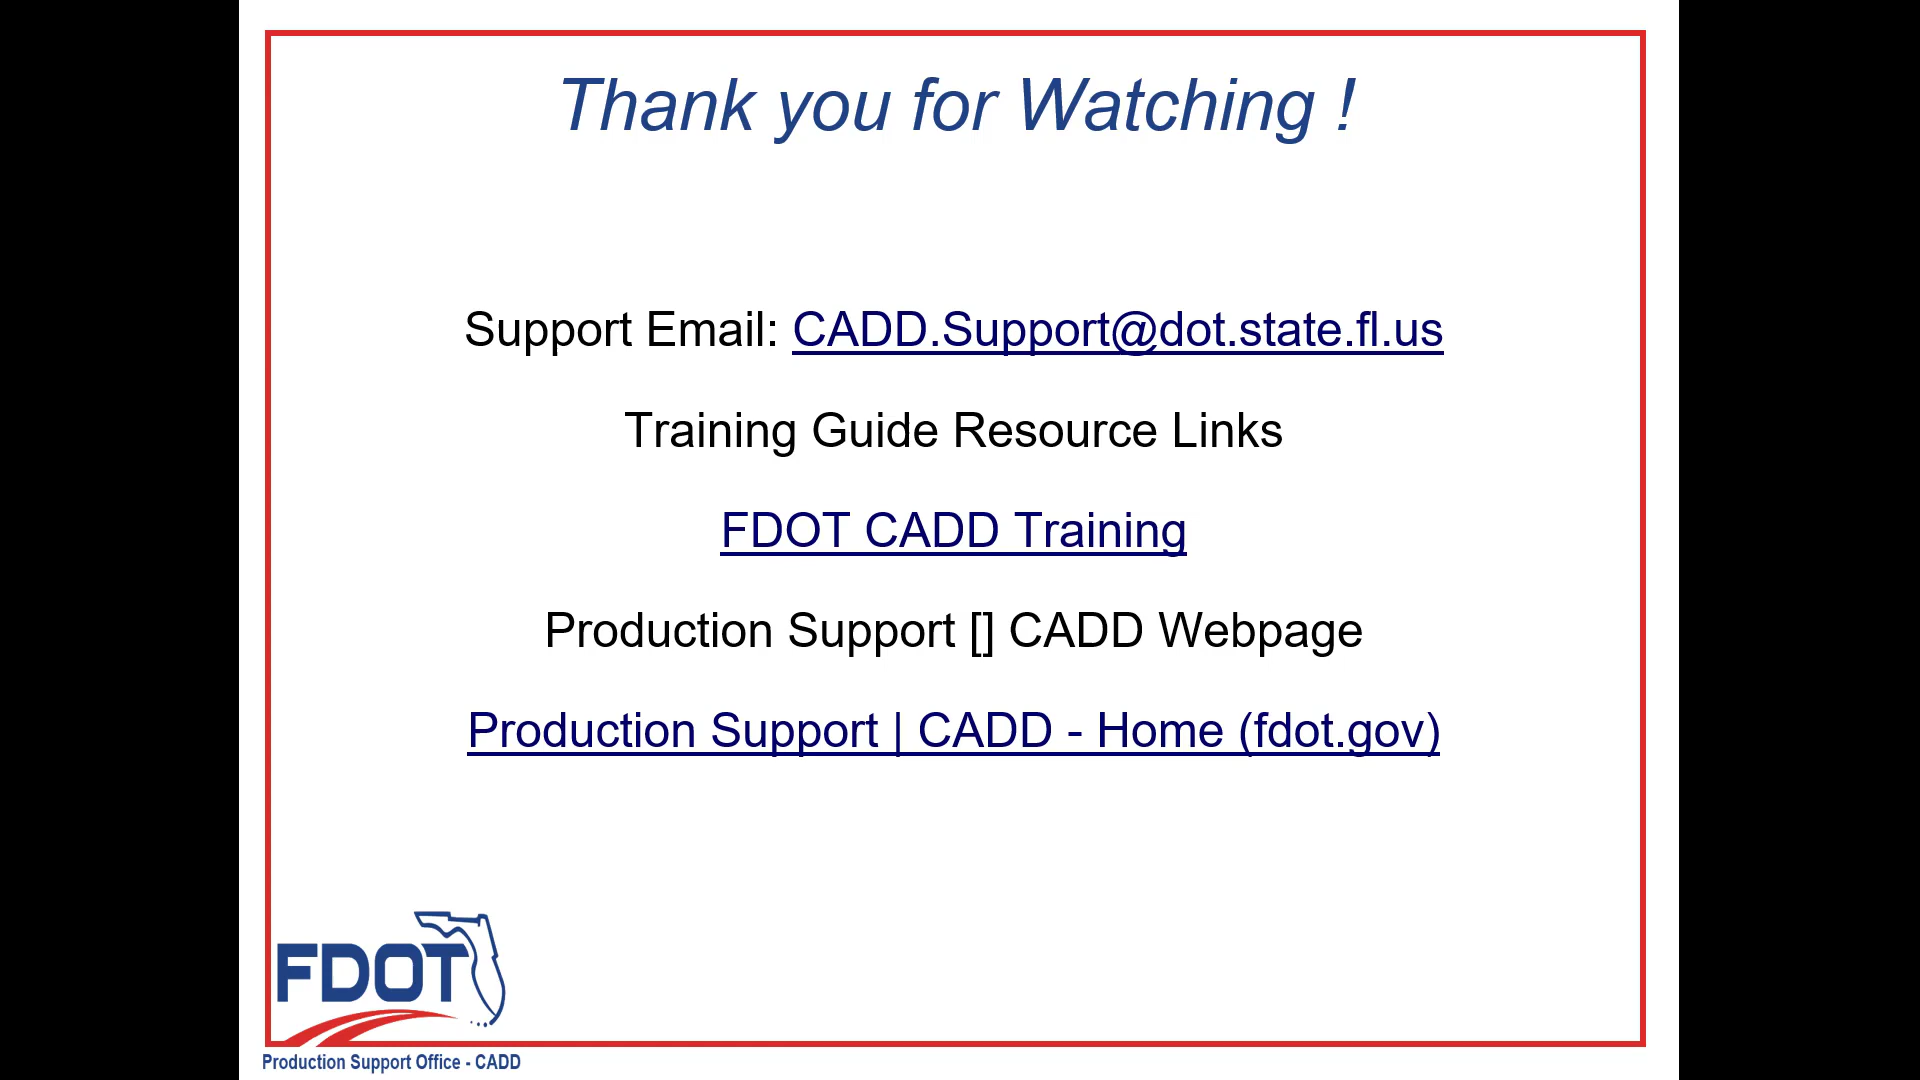 Thank you for Watching !
Support Email: CADD.Support@dot.state.fl.us
Training Guide Resource Links
FDOT CADD Training
Production Support [] CADD Webpage
Production Support | CADD - Home (fdot.gov)
FDOT
Production Support Office - CADD